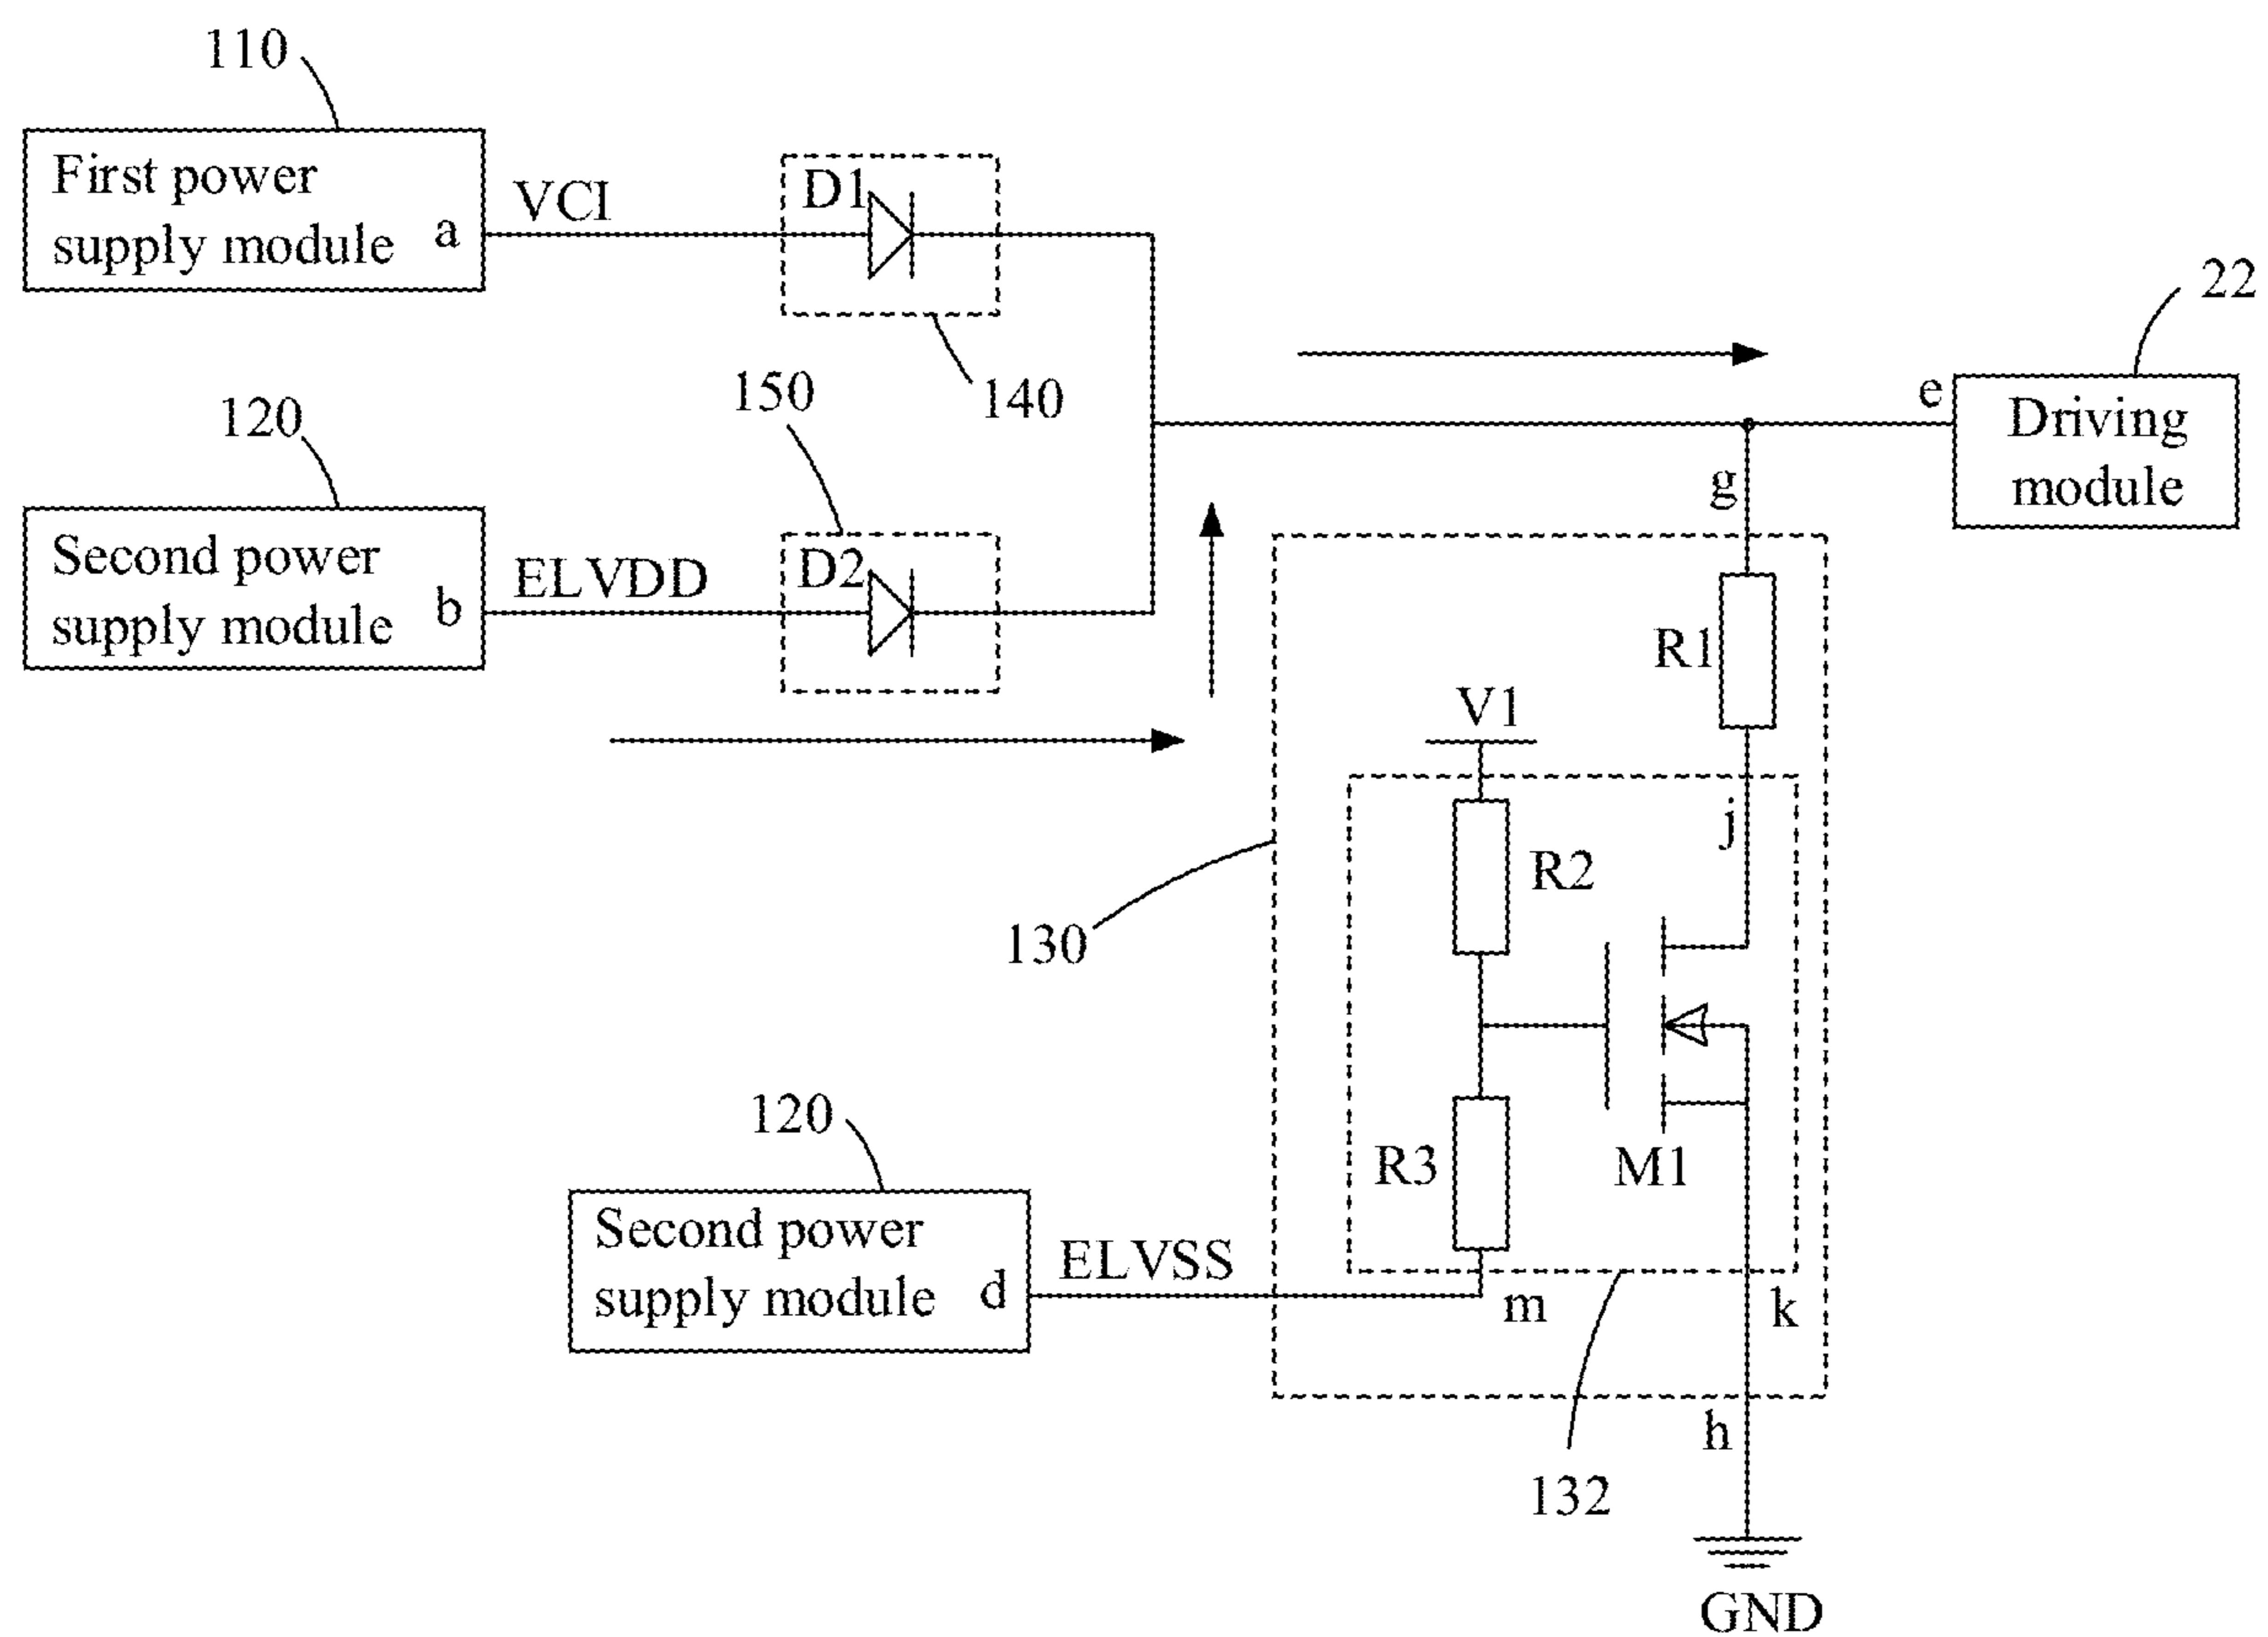 110
First power
supply module a
VCI
D1
140
22
e
Driving
module
150
120
Second power
supply module b
ELVDD
D2
g
R1
V1
j
R2
130
120
R3
M1
Second power
supply module d
ELVSS
m
k
h
132
GND